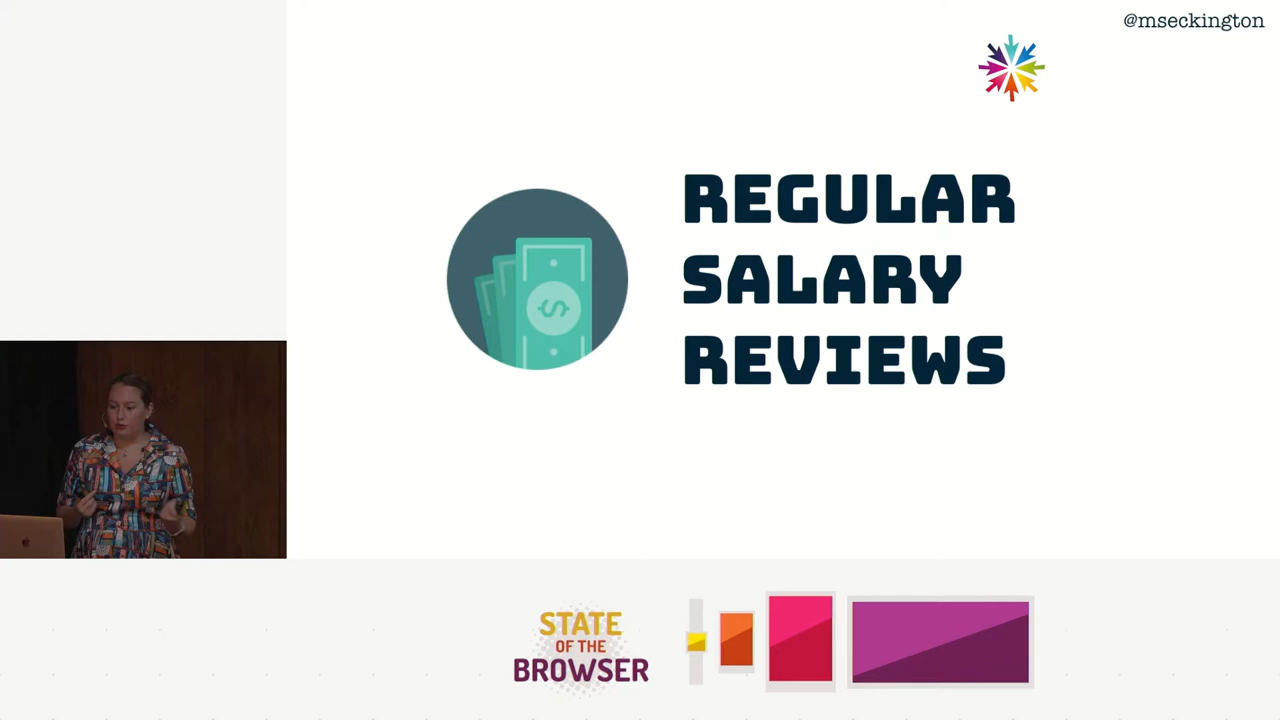 @mseckington
REGULAR
SALARY
REVIEWS
STATE
OF THE
BROWSER